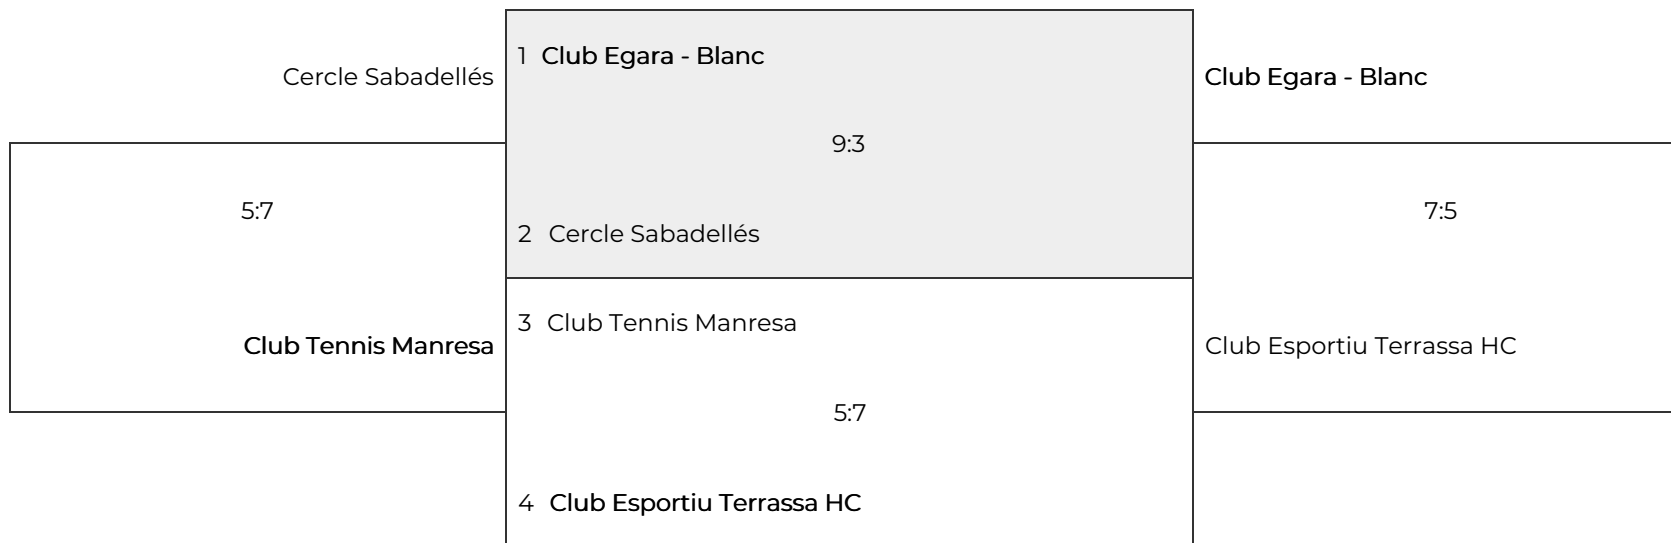 Cercle Sabadellés
5:7
Club Tennis Manresa
1 Club Egara - Blanc
9:3
2 Cercle Sabadellés
3 Club Tennis Manresa
5:7
4 Club Esportiu Terrassa HC
Club Egara - Blanc
7:5
Club Esportiu Terrassa HC